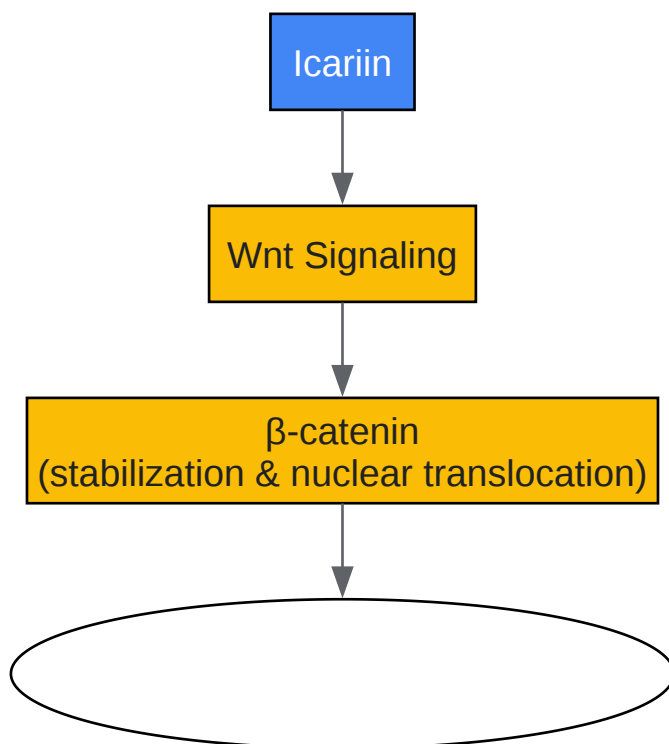 Icariin
Wnt Signaling
β-catenin
(stabilization & nuclear translocation)